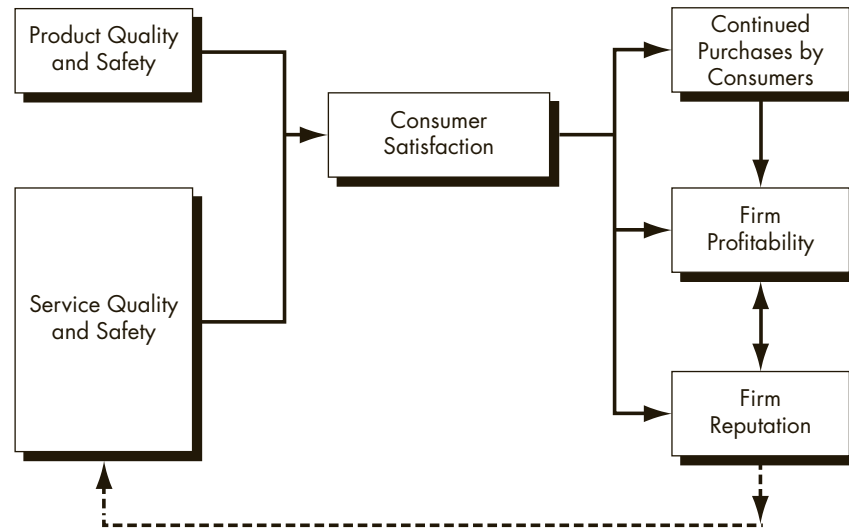 Product Quality
and Safety
Service Quality
and Safety
Consumer
Satisfaction
Continued
Purchases by
Consumers
Firm
Profitability
Firm
Reputation